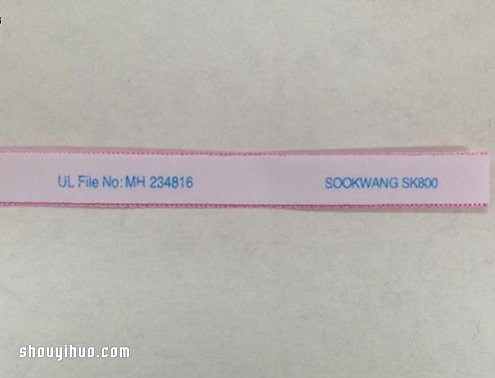 UL File No: MH 234816
SOOKWANG SK800
shouyihuo.com